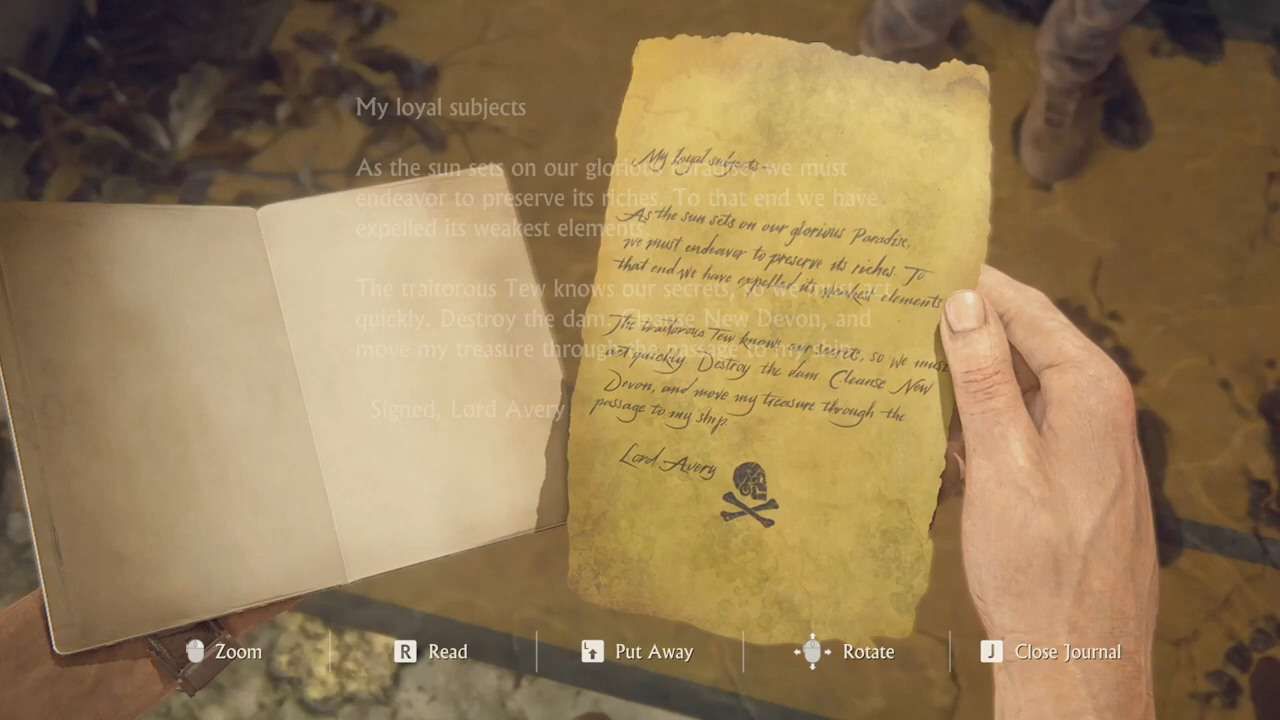 My loyal subjects
As the sun sets on our glorious Paradise, we must
endeavor to preserve its riches. To that end we have
expelled its weakest elements.
The traitorous Tew knows our secrets, so we must act
quickly. Destroy the dam. Cleanse New Devon, and
move my treasure through the passage to my ship.
Signed, Lord Avery
My loyal subjects-
As the sun sets on our glorious Paradise,
we must endeavor to preserve its riches. To
that end we have expelled its weakest elements
The traitorous Tew knows our secrets, so we must
act quickly Destroy the dam. Cleanse New
Devon, and move my treasure through the
passage to my ship.
Lord Avery
Zoom
R Read
L Put Away
Rotate
J Close Journal